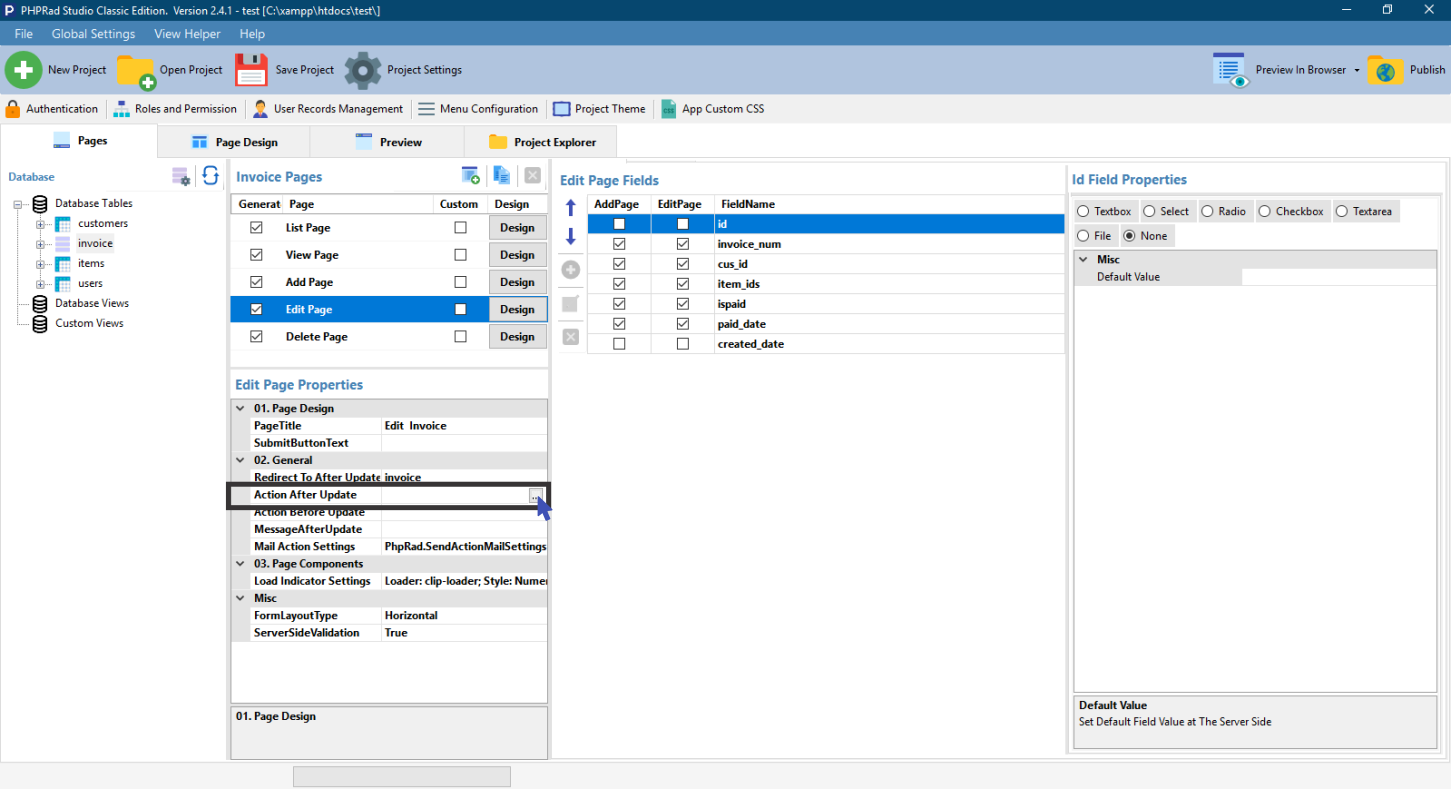 PHPRad Studio Classic Edition. Version 2.4.1 - test [C:\xampp\htdocs\test\]
File Global Settings View Helper Help
New Project Open Project Save Project Project Settings Preview In Browser Publish
Authentication Roles and Permission User Records Management Menu Configuration Project Theme App Custom CSS
Pages Page Design Preview Project Explorer
Database
Database Tables
customers
invoice
items
users
Database Views
Custom Views
Invoice Pages
Generat Page Custom Design
List Page Design
View Page Design
Add Page Design
Edit Page Design
Delete Page Design
Edit Page Properties
01. Page Design
PageTitle Edit Invoice
SubmitButtonText
02. General
Redirect To After Update invoice
Action After Update ...
Action Before Update
MessageAfterUpdate
Mail Action Settings PhpRad.SendActionMailSettings
03. Page Components
Load Indicator Settings Loader: clip-loader; Style: Numer
Misc
FormLayoutType Horizontal
ServerSideValidation True
01. Page Design
Edit Page Fields
AddPage EditPage FieldName
id
invoice_num
cus_id
item_ids
ispaid
paid_date
created_date
Id Field Properties
Textbox Select Radio Checkbox Textarea
File None
Misc
Default Value
Default Value
Set Default Field Value at The Server Side